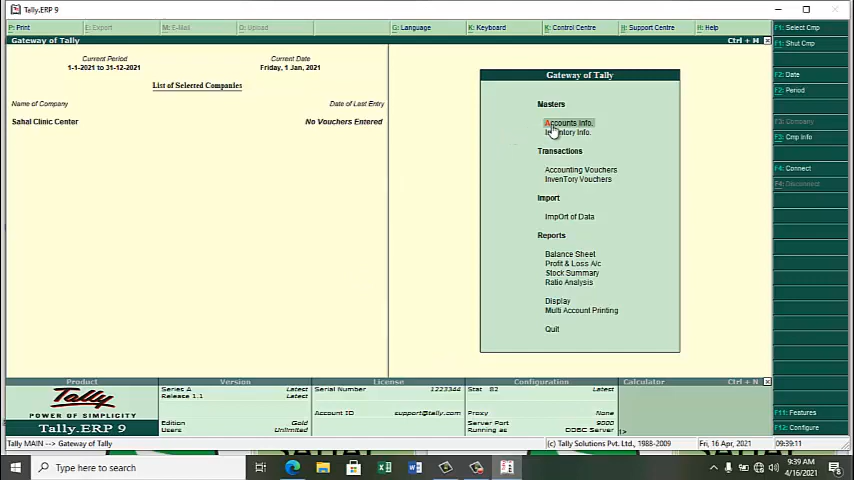 Tally.ERP 9
P: Print E: Export M: E-Mail O: Upload G: Language K: Keyboard K: Control Centre H: Support Centre H: Help
F1: Select Cmp
F1: Shut Cmp
Gateway of Tally Ctrl + M
Current Period Current Date
1-1-2021 to 31-12-2021 Friday, 1 Jan, 2021
List of Selected Companies
Name of Company Date of Last Entry
Sahal Clinic Center No Vouchers Entered
Gateway of Tally
Masters
Accounts Info.
Inventory Info.
Transactions
Accounting Vouchers
InvenTory Vouchers
Import
ImpOrt of Data
Reports
Balance Sheet
Profit & Loss A/c
Stock Summary
Ratio Analysis
Display
Multi Account Printing
Quit
F2: Date
F2: Period
F3: Company
F3: Cmp Info
F4: Connect
F4: Disconnect
F11: Features
F12: Configure
Product Version License Configuration Calculator Ctrl + N
Tally
POWER OF SIMPLICITY
Tally.ERP 9
Series A Latest
Release 1.1 Latest
Edition Gold
Users Unlimited
Serial Number 1223344
Account ID support@tally.com
Stat 82 Latest
Proxy None
Server Port 9000
Running as ODBC Server
1>
Tally MAIN --> Gateway of Tally (c) Tally Solutions Pvt. Ltd., 1988-2009 Fri, 16 Apr, 2021 09:39:11
Type here to search
9:39 AM
4/16/2021